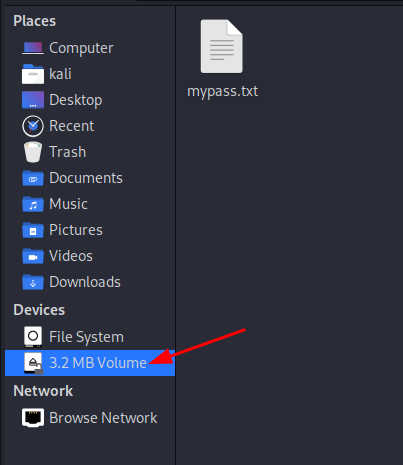 Places
Computer
kali
Desktop
Recent
Trash
Documents
Music
Pictures
Videos
Downloads
Devices
File System
3.2 MB Volume
Network
Browse Network
mypass.txt